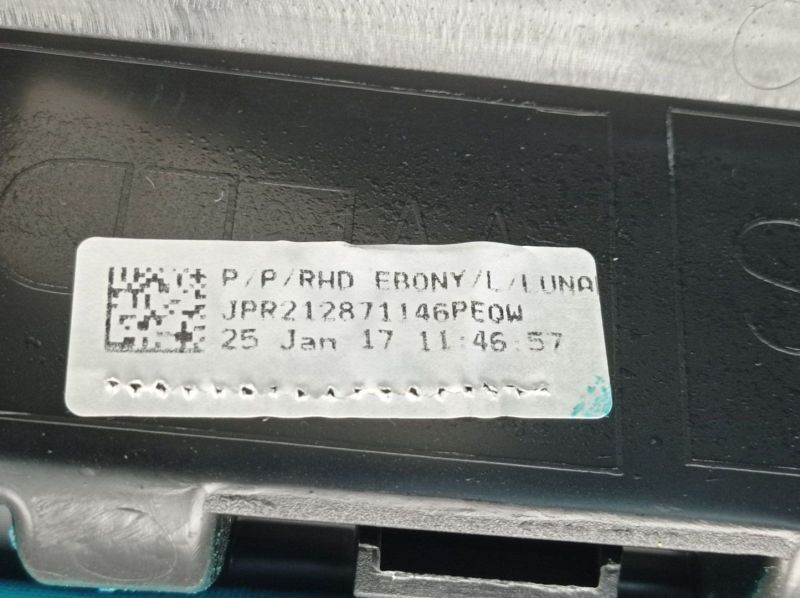 P/P/RHD EBONY/L/LUNA
JPR212871146PEQW
25 Jan 17 11:46:57